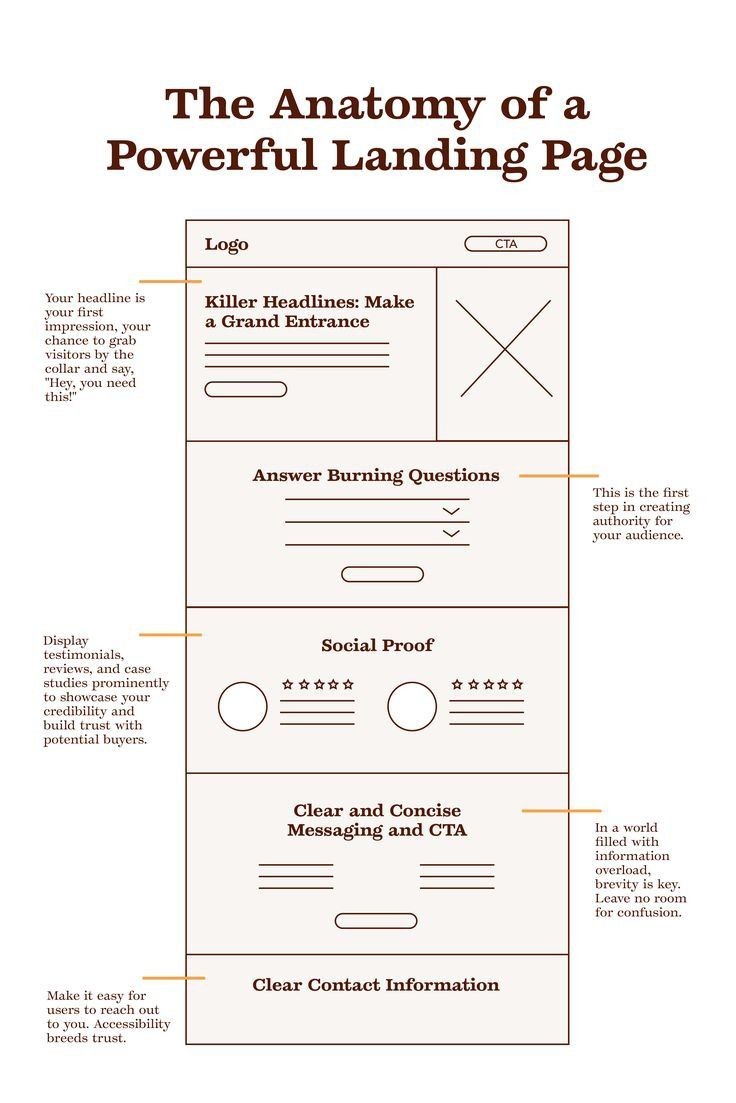 The Anatomy of a
Powerful Landing Page
Logo
CTA
Your headline is
your first
impression, your
chance to grab
visitors by the
collar and say,
"Hey, you need
this!"
Killer Headlines: Make
a Grand Entrance
Answer Burning Questions
This is the first
step in creating
authority for
your audience.
Display
testimonials,
reviews, and case
studies prominently
to showcase your
credibility and
build trust with
potential buyers.
Social Proof
Clear and Concise
Messaging and CTA
In a world
filled with
information
overload,
brevity is key.
Leave no room
for confusion.
Make it easy for
users to reach out
to you. Accessibility
breeds trust.
Clear Contact Information